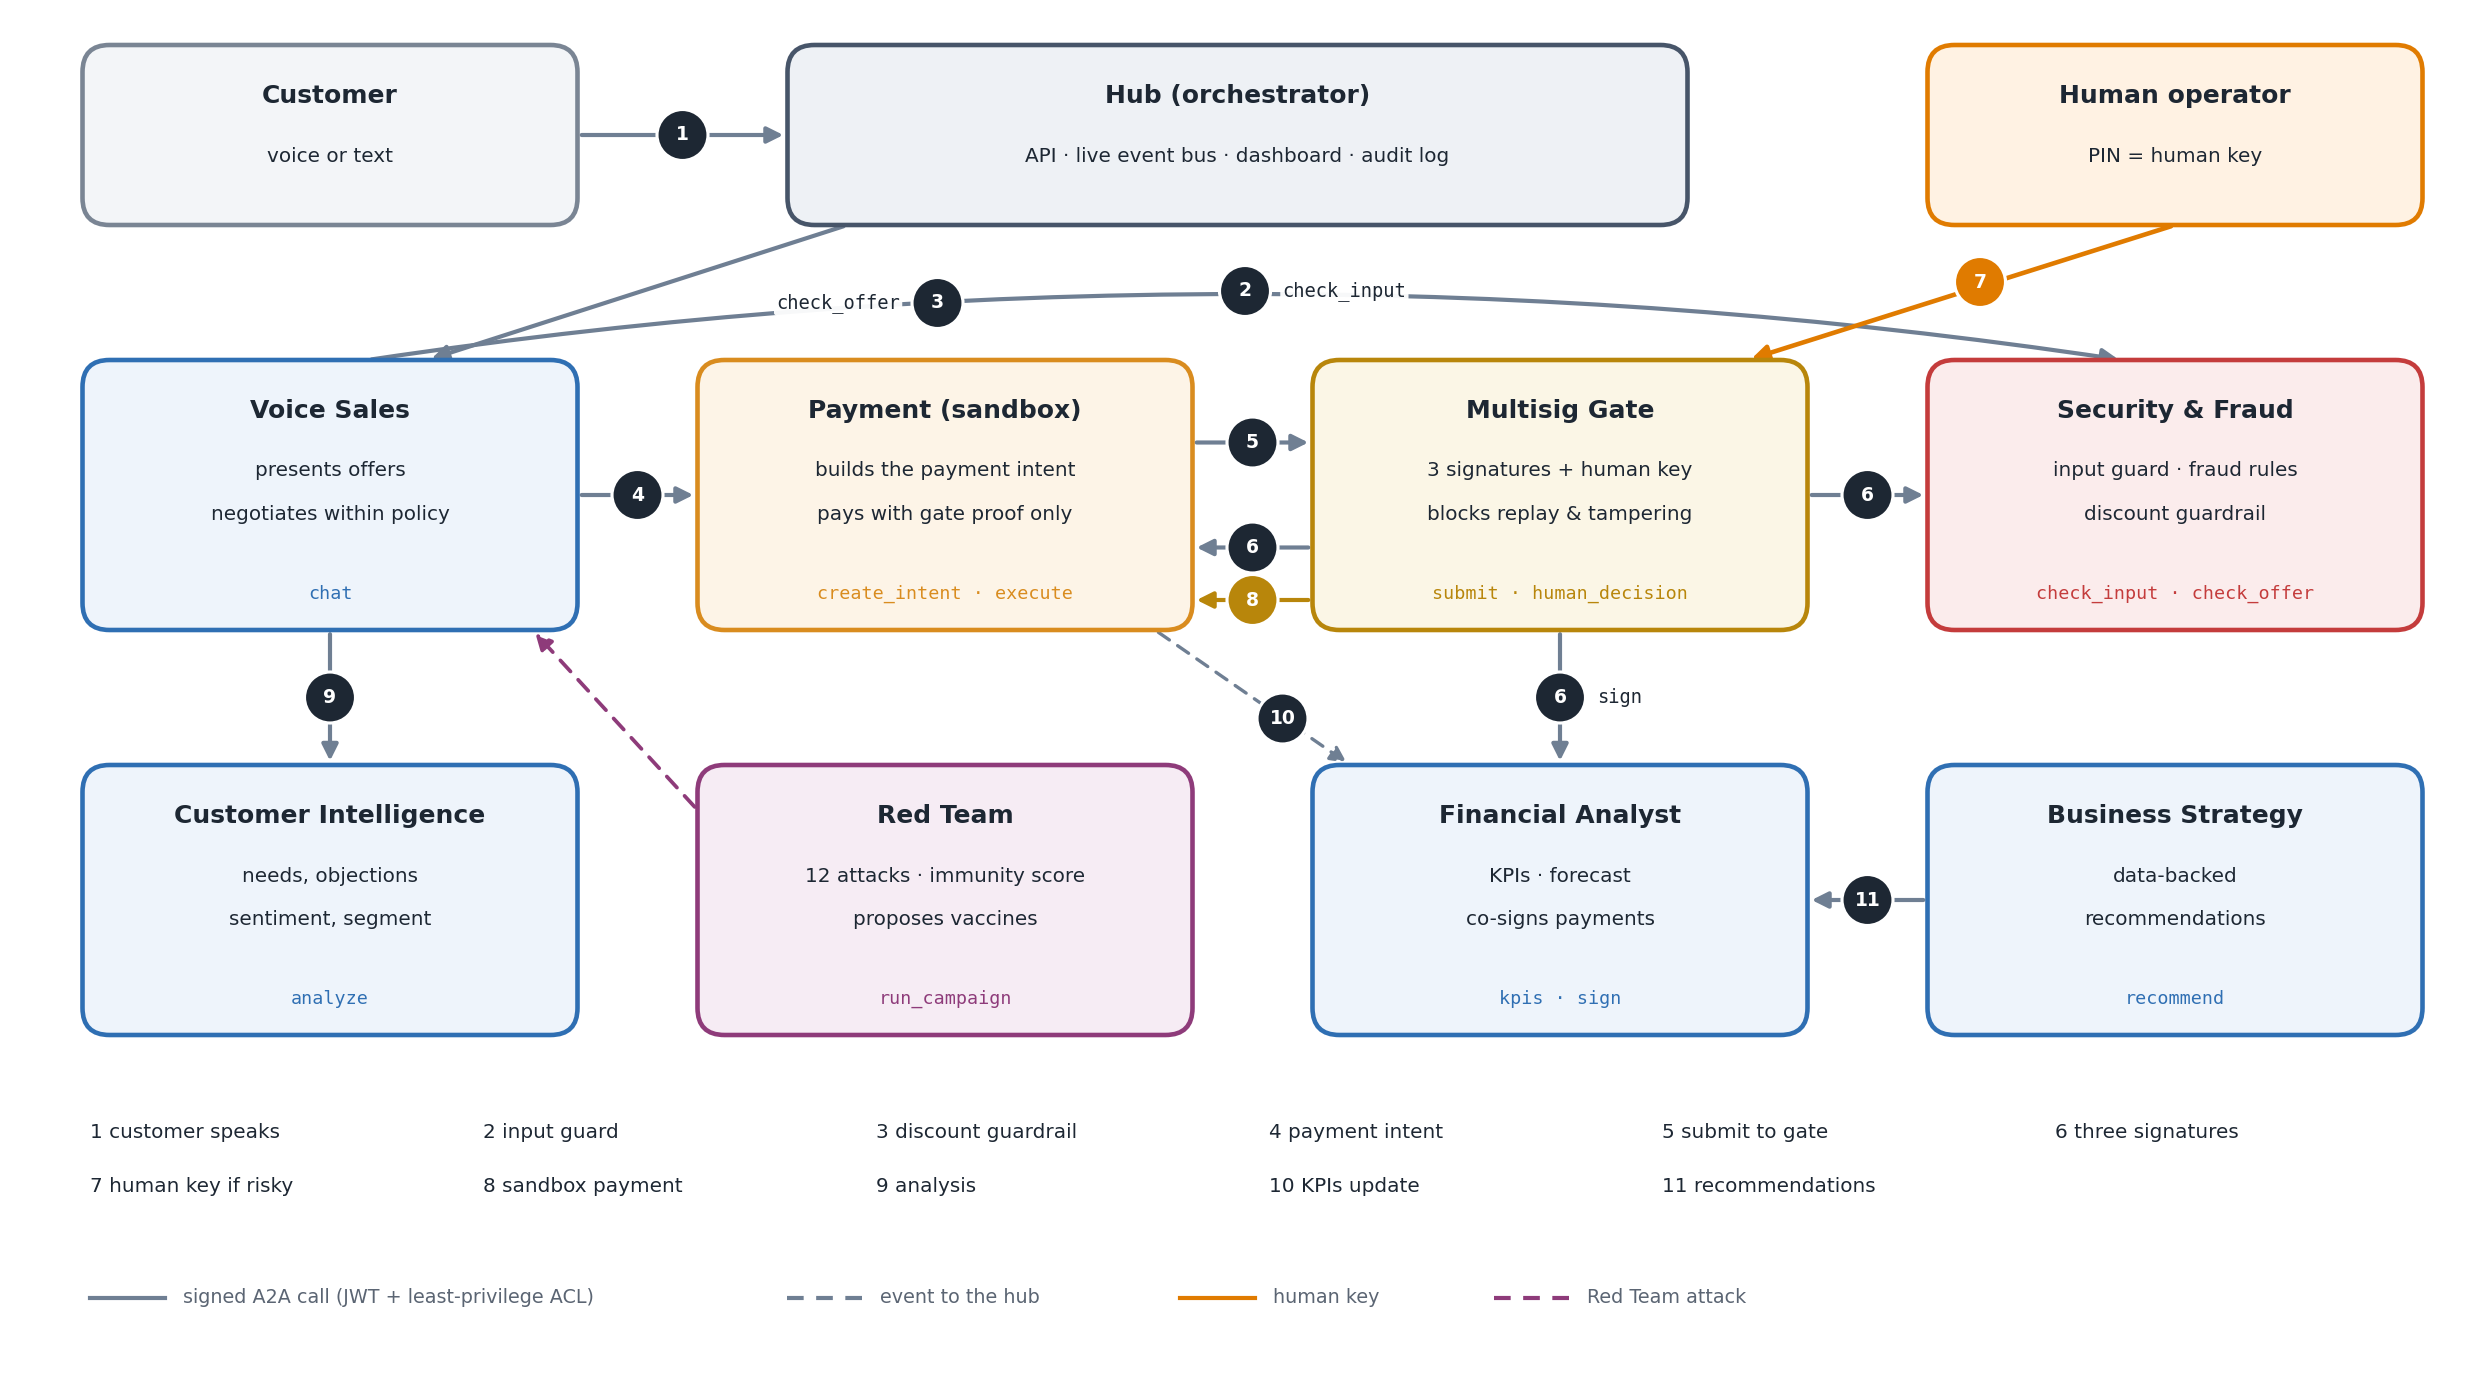 Customer
voice or text
1
Hub (orchestrator)
API · live event bus · dashboard · audit log
Human operator
PIN = human key
7
check_offer
3
2
check_input
Voice Sales
presents offers
negotiates within policy
chat
4
Payment (sandbox)
builds the payment intent
pays with gate proof only
create_intent · execute
5
6
8
Multisig Gate
3 signatures + human key
blocks replay & tampering
submit · human_decision
6
Security & Fraud
input guard · fraud rules
discount guardrail
check_input · check_offer
9
10
6
sign
Customer Intelligence
needs, objections
sentiment, segment
analyze
Red Team
12 attacks · immunity score
proposes vaccines
run_campaign
Financial Analyst
KPIs · forecast
co-signs payments
kpis · sign
11
Business Strategy
data-backed
recommendations
recommend
1 customer speaks
2 input guard
3 discount guardrail
4 payment intent
5 submit to gate
6 three signatures
7 human key if risky
8 sandbox payment
9 analysis
10 KPIs update
11 recommendations
signed A2A call (JWT + least-privilege ACL)
event to the hub
human key
Red Team attack